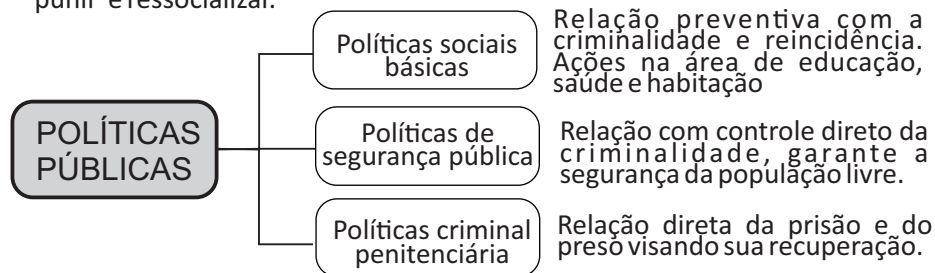 punir e ressocializar.
POLÍTICAS
PÚBLICAS
Políticas sociais
básicas
Relação preventiva com a
criminalidade e reincidência.
Ações na área de educação,
saúde e habitação
Políticas de
segurança pública
Relação com controle direto da
criminalidade, garante a
segurança da população livre.
Políticas criminal
penitenciária
Relação direta da prisão e do
preso visando sua recuperação.